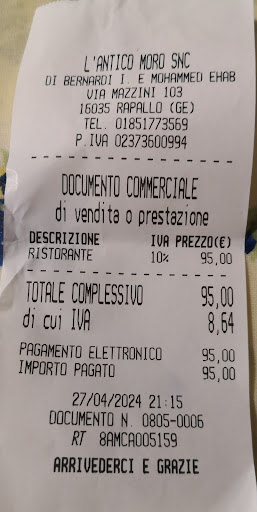 L'ANTICO MORO SNC
DI BERNARDI I. E MOHAMMED EHAB
VIA MAZZINI 103
16035 RAPALLO (GE)
TEL. 01851773569
P.IVA 02373600994
DOCUMENTO COMMERCIALE
di vendita o prestazione
DESCRIZIONE IVA PREZZO(€)
RISTORANTE 10% 95,00
TOTALE COMPLESSIVO 95,00
di cui IVA 8,64
PAGAMENTO ELETTRONICO 95,00
IMPORTO PAGATO 95,00
27/04/2024 21:15
DOCUMENTO N. 0805-0006
RT 8AMCA005159
ARRIVEDERCI E GRAZIE